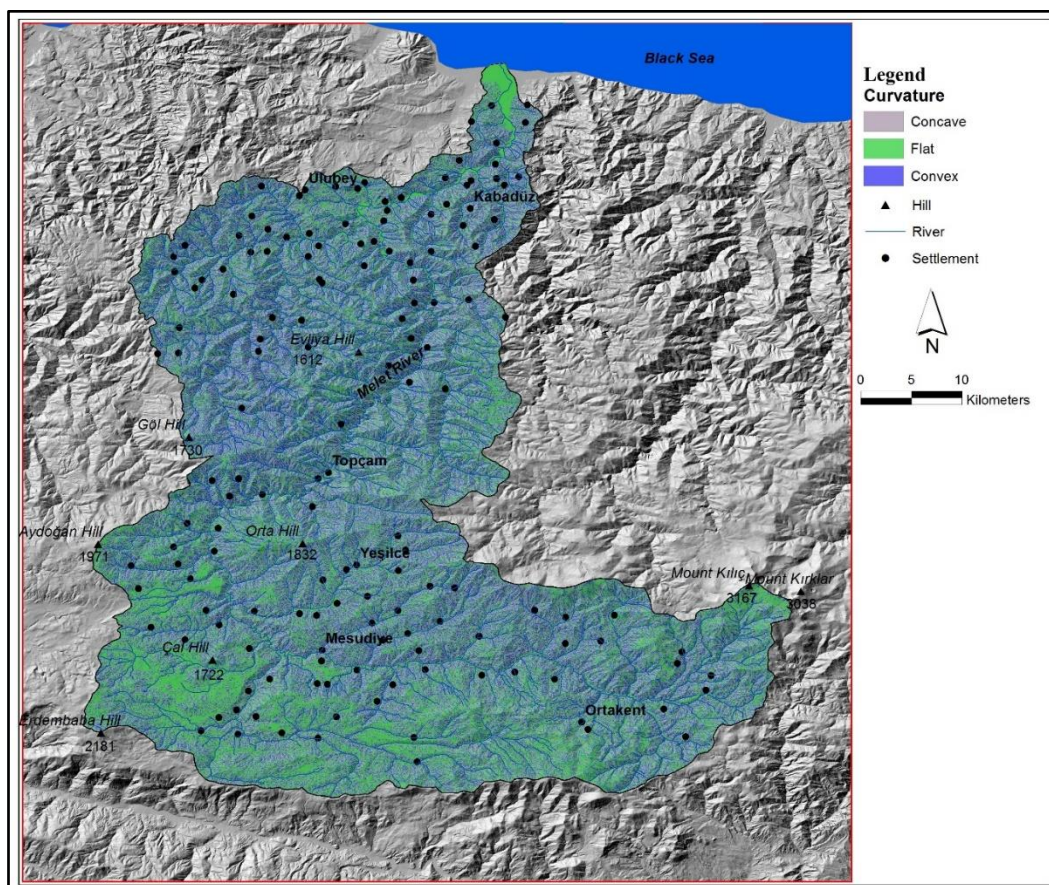 Black Sea
Legend
Curvature
Concave
Flat
Convex
Hill
River
Settlement
N
0 5 10
Kilometers
Ulubey
Kabadüz
Evliya Hill
1612
Melet River
Göl Hill
1730
Topçam
Aydoğan Hill
1971
Orta Hill
1832
Yeşilce
Mount Kılıç
3167
Mount Kırklar
3038
Mesudiye
Çal Hill
1722
Ortakent
Erdembaba Hill
2181